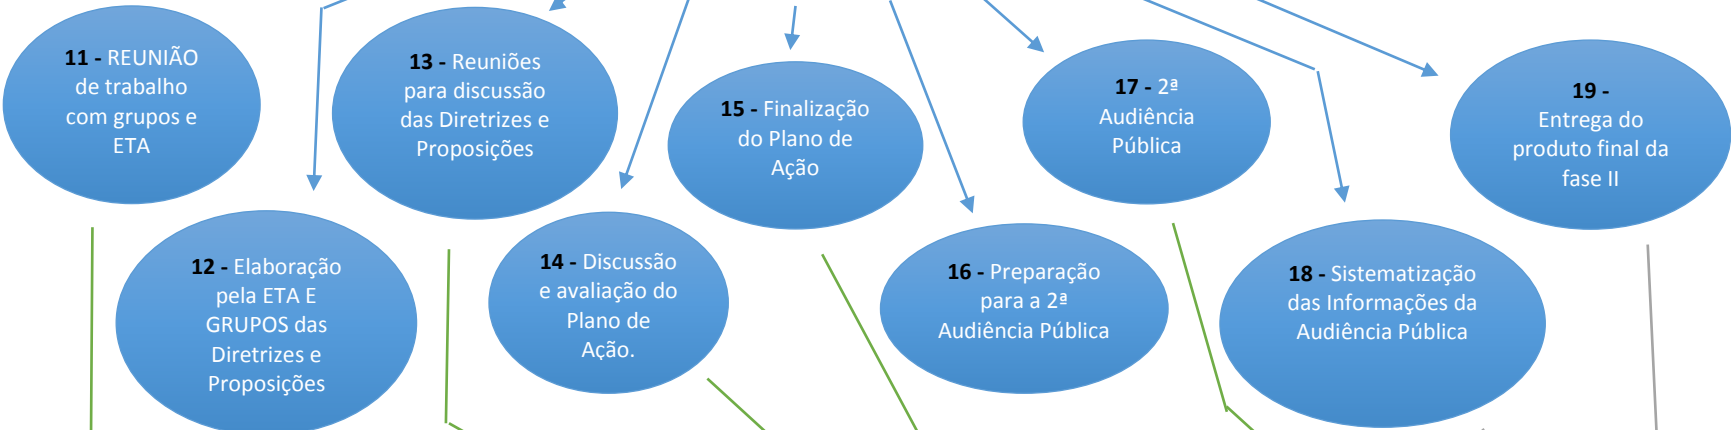 11 - REUNIÃO
de trabalho
com grupos e
ETA
12 - Elaboração
pela ETA E
GRUPOS das
Diretrizes e
Proposições
13 - Reuniões
para discussão
das Diretrizes e
Proposições
14 - Discussão
e avaliação do
Plano de
Ação.
15 - Finalização
do Plano de
Ação
16 - Preparação
para a 2ª
Audiência Pública
17 - 2ª
Audiência
Pública
18 - Sistematização
das Informações da
Audiência Pública
19 -
Entrega do
produto final da
fase II